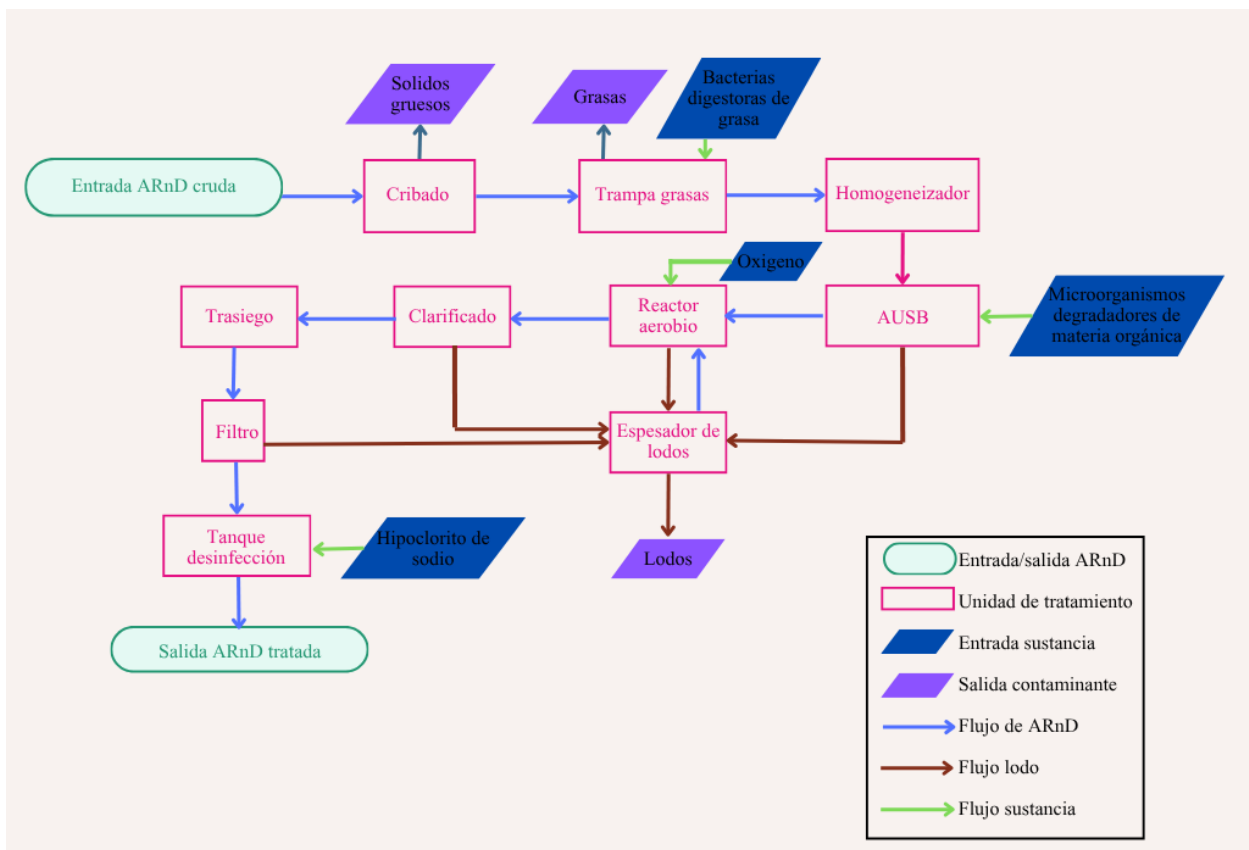 Solidos
gruesos
Grasas
Bacterias
digestoras de
grasa
Entrada ARnD cruda
Cribado
Trampa grasas
Homogeneizador
Oxigeno
Trasiego
Clarificado
Reactor
aerobio
AUSB
Microorganismos
degradadores de
materia orgánica
Filtro
Espesador de
lodos
Tanque
desinfección
Hipoclorito de
sodio
Lodos
Salida ARnD tratada
Entrada/salida ARnD
Unidad de tratamiento
Entrada sustancia
Salida contaminante
Flujo de ARnD
Flujo lodo
Flujo sustancia